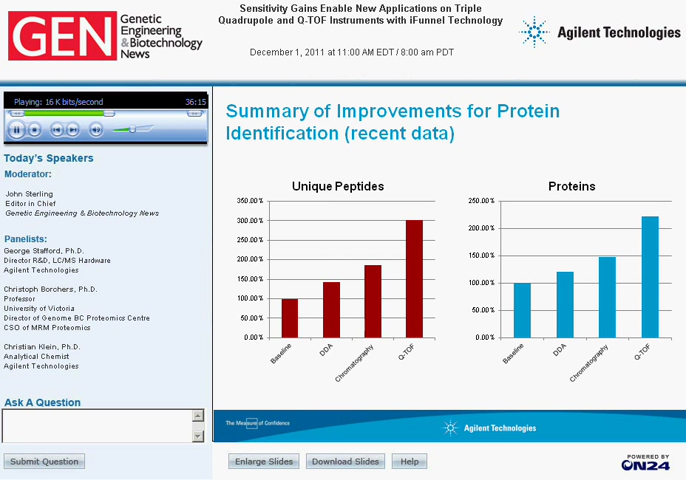 GEN
Genetic
Engineering
& Biotechnology
News
Sensitivity Gains Enable New Applications on Triple
Quadrupole and Q-TOF Instruments with iFunnel Technology
December 1, 2011 at 11:00 AM EDT / 8:00 am PDT
Agilent Technologies
Playing: 16 K bits/second 36:15
Today's Speakers
Moderator:
John Sterling
Editor in Chief
Genetic Engineering & Biotechnology News
Panelists:
George Stafford, Ph.D.
Director R&D, LC/MS Hardware
Agilent Technologies
Christoph Borchers, Ph.D.
Professor
University of Victoria
Director of Genome BC Proteomics Centre
CSO of MRM Proteomics
Christian Klein, Ph.D.
Analytical Chemist
Agilent Technologies
Ask A Question
Submit Question
Summary of Improvements for Protein
Identification (recent data)
Unique Peptides
350.00%
300.00%
250.00%
200.00%
150.00%
100.00%
50.00%
0.00%
Baseline
DDA
Chromatography
Q-TOF
Proteins
250.00%
200.00%
150.00%
100.00%
50.00%
0.00%
Baseline
DDA
Chromatography
Q-TOF
The Measure of Confidence
Agilent Technologies
Enlarge Slides
Download Slides
Help
POWERED BY
ON24